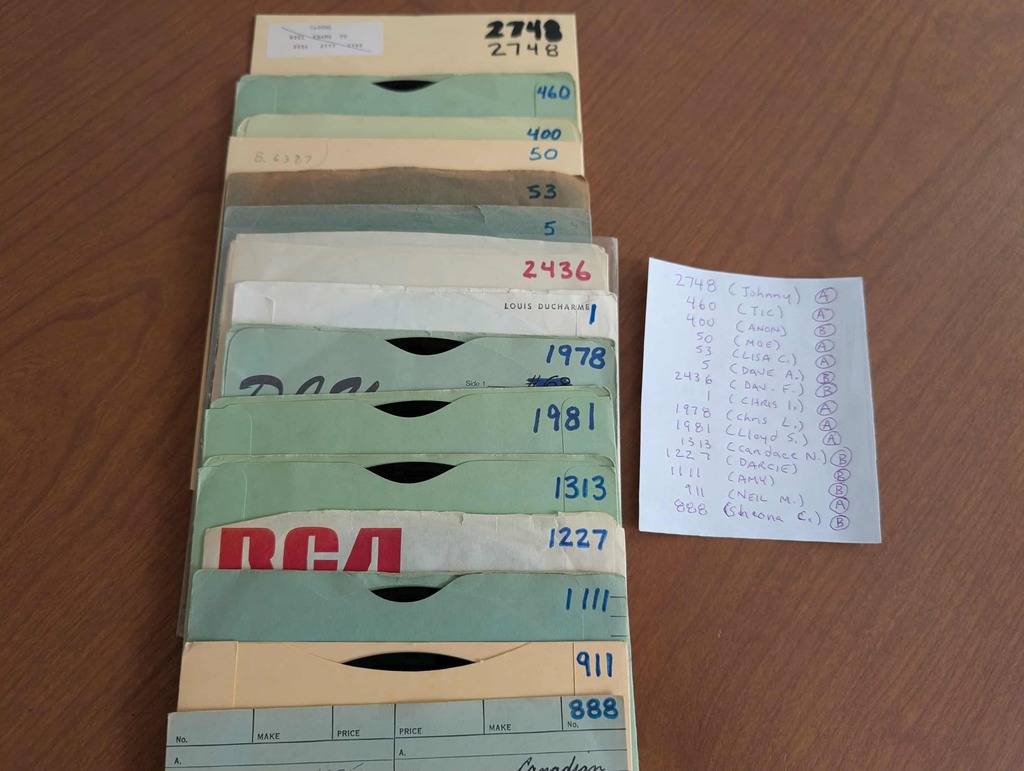 2748
2748
460
400
B. 6387
50
53
5
2436
LOUIS DUCHARME
1
1978
Side 1
#68
1981
1313
RCA
1227
1111
911
888
No.
MAKE
PRICE
PRICE
MAKE
No.
A.
A.
Canadian
2748 (Johnny) A
460 (TIC) A
400 (ANON) B
50 (MOE) A
53 (LISA C.) A
5 (DAVE A.) B
2436 (DAV. F.) B
1 (CHRIS I.) A
1978 (Chris L.) A
1981 (Lloyd S.) A
1313 (Candace N.) B
1227 (DARCIE) B
1111 (AMY) B
911 (NEIL M.) A
888 (Sheona E.) B